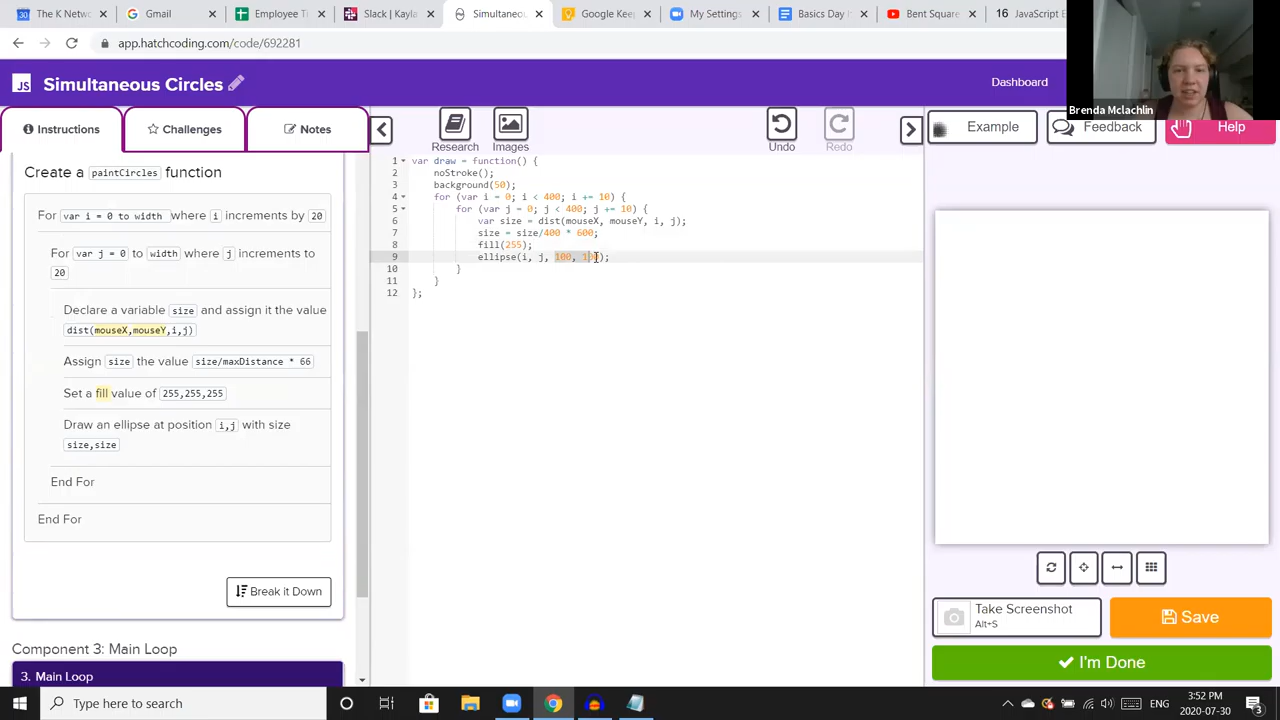 The K Netw
Gmail
Employee Ti
Slack | Kayla
Simultaneou
Google Keep
My Settings
Basics Day h
Bent Square
16 JavaScript E
app.hatchcoding.com/code/692281
Brenda Mclachlin
JS
Simultaneous Circles
Dashboard
Instructions
Challenges
Notes
Research
Images
Undo
Redo
Example
Feedback
Help
Create a paintCircles function
For var i = 0 to width where i increments by 20
For var j = 0 to width where j increments to
20
Declare a variable size and assign it the value
dist(mouseX,mouseY,i,j)
Assign size the value size/maxDistance * 66
Set a fill value of 255,255,255
Draw an ellipse at position i,j with size
size,size
End For
End For
Break it Down
Component 3: Main Loop
3. Main Loop
1 var draw = function() {
2 noStroke();
3 background(50);
4 for (var i = 0; i < 400; i += 10) {
5 for (var j = 0; j < 400; j += 10) {
6 var size = dist(mouseX, mouseY, i, j);
7 size = size/400 * 600;
8 fill(255);
9 ellipse(i, j, 100, 100);
10 }
11 }
12 };
Take Screenshot
Alt+S
Save
I'm Done
Type here to search
ENG
3:52 PM
2020-07-30
3